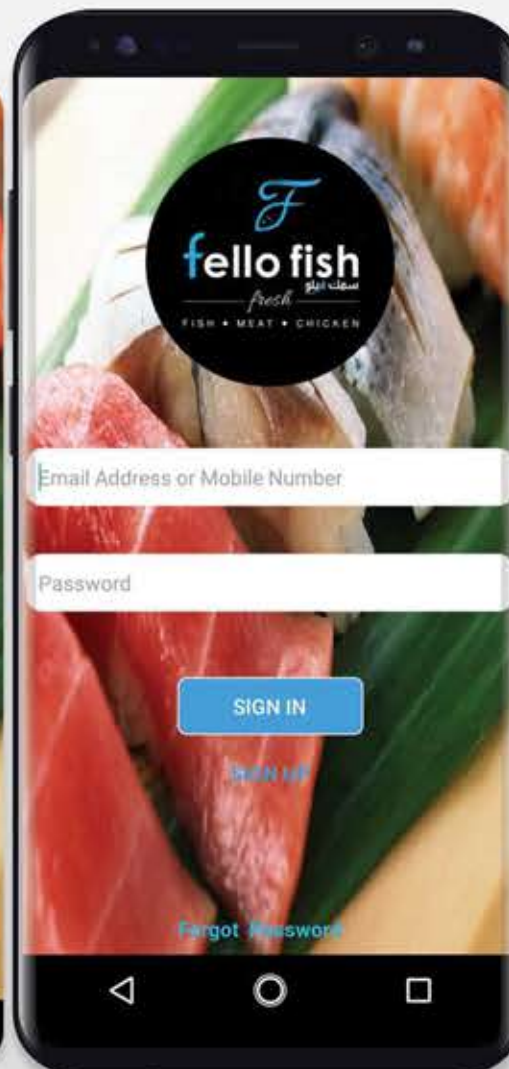 fello fish
سمك فيلو
fresh
FISH • MEAT • CHICKEN
Email Address or Mobile Number
Password
SIGN IN
SIGN UP
Forgot Password